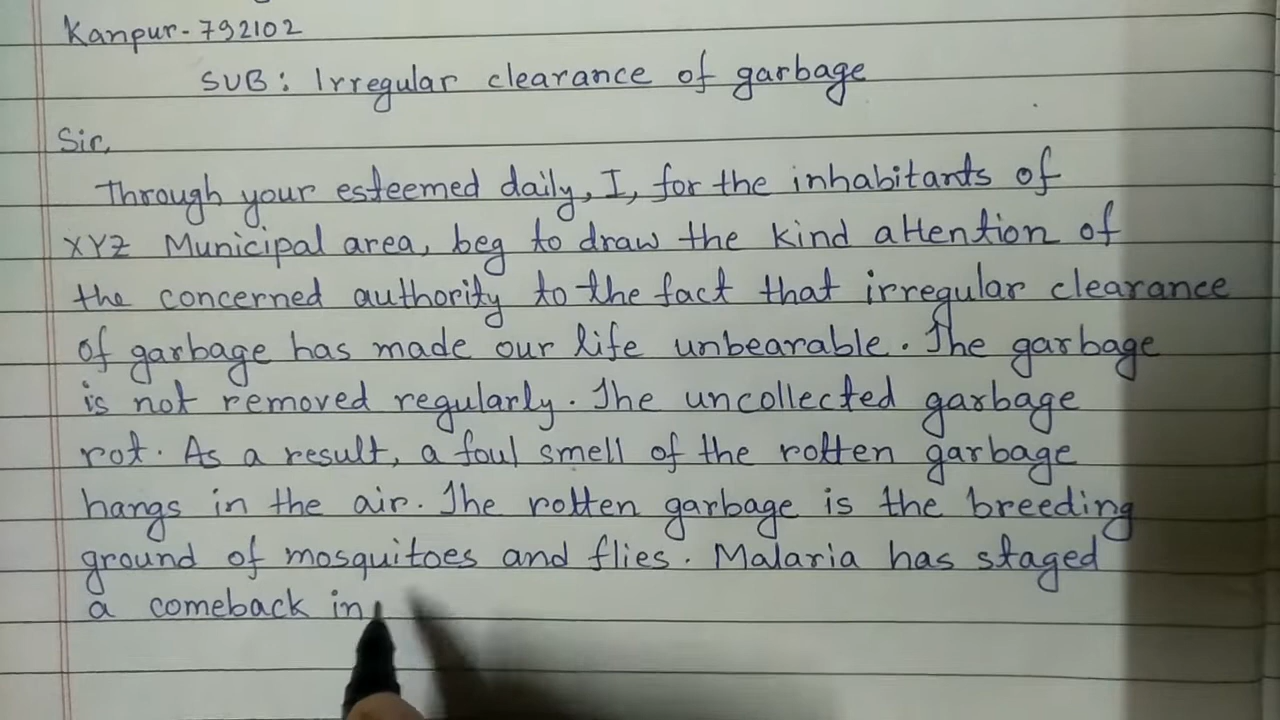 Kanpur-792102
SUB: Irregular clearance of garbage
Sir,
Through your esteemed daily, I, for the inhabitants of
XYZ Municipal area, beg to draw the kind attention of
the concerned authority to the fact that irregular clearance
of garbage has made our life unbearable. The garbage
is not removed regularly. The uncollected garbage
rot. As a result, a foul smell of the rotten garbage
hangs in the air. The rotten garbage is the breeding
ground of mosquitoes and flies. Malaria has staged
a comeback in